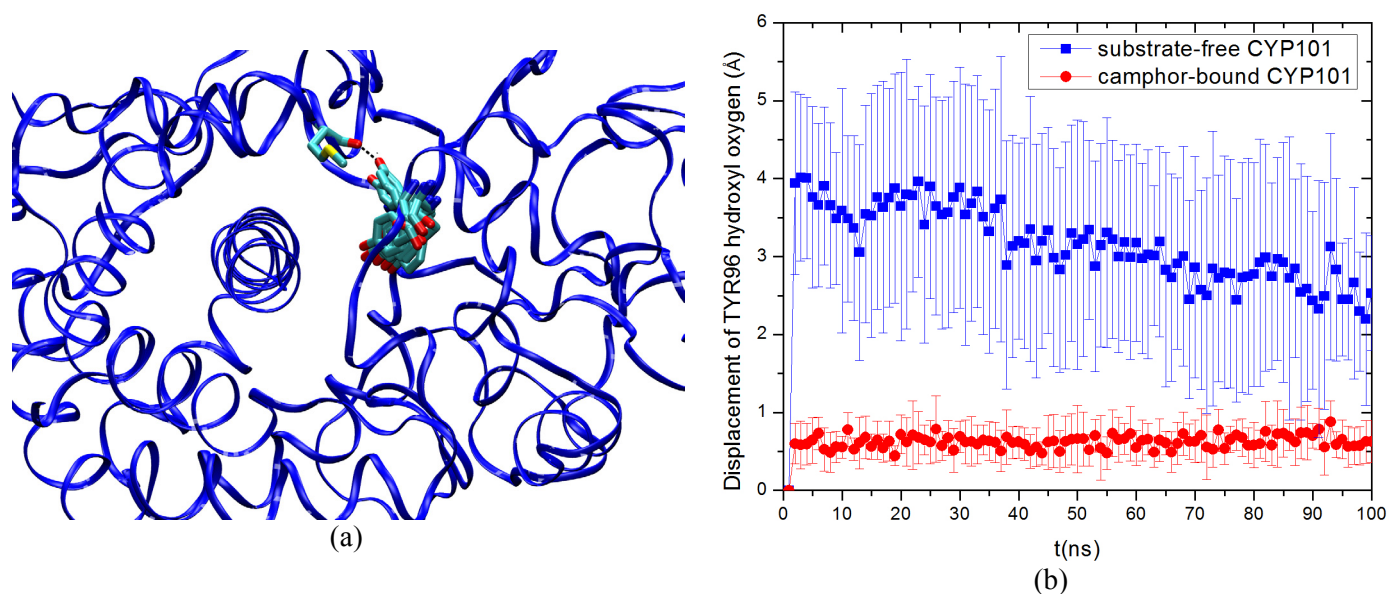 (a)
Displacement of TYR96 hydroxyl oxygen (Å)
6
5
4
3
2
1
0
substrate-free CYP101
camphor-bound CYP101
0 10 20 30 40 50 60 70 80 90 100
t(ns)
(b)